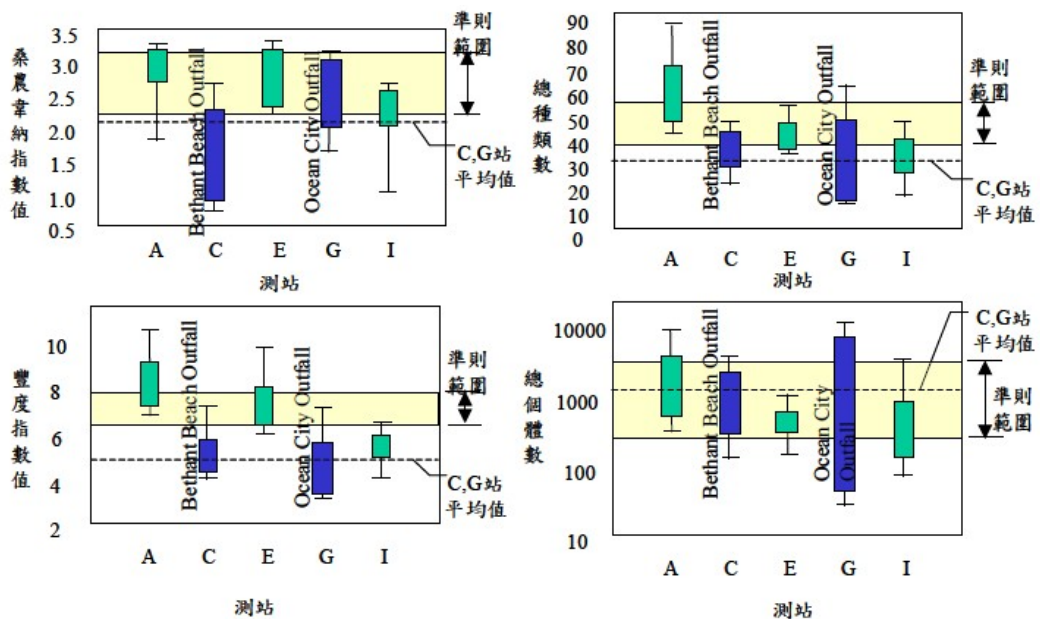 桑農韋納指數值
3.5
3.0
2.5
2.0
1.5
1.0
0.5
Bethant Beach Outfall
Ocean City Outfall
準則
範圍
C,G站
平均值
A C E G I
測站
總種類數
90
80
70
60
50
40
30
20
10
0
Bethant Beach Outfall
Ocean City Outfall
準則
範圍
C,G站
平均值
A C E G I
測站
豐度指數值
10
8
6
4
2
Bethant Beach Outfall
Ocean City Outfall
準則
範圍
C,G站
平均值
A C E G I
測站
總個體數
10000
1000
100
10
Bethant Beach Outfall
Ocean City
Outfall
C,G站
平均值
準則
範圍
A C E G I
測站